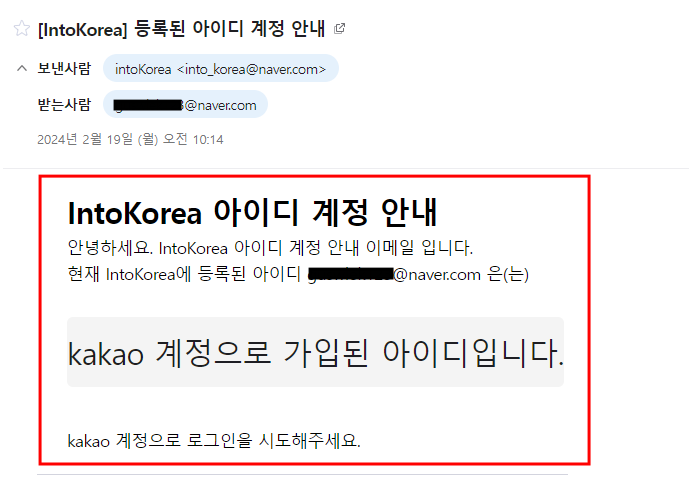 [IntoKorea] 등록된 아이디 계정 안내
보낸사람 intoKorea <into_korea@naver.com>
받는사람 @naver.com
2024년 2월 19일 (월) 오전 10:14
IntoKorea 아이디 계정 안내
안녕하세요. IntoKorea 아이디 계정 안내 이메일 입니다.
현재 IntoKorea에 등록된 아이디 @naver.com 은(는)
kakao 계정으로 가입된 아이디입니다.
kakao 계정으로 로그인을 시도해주세요.